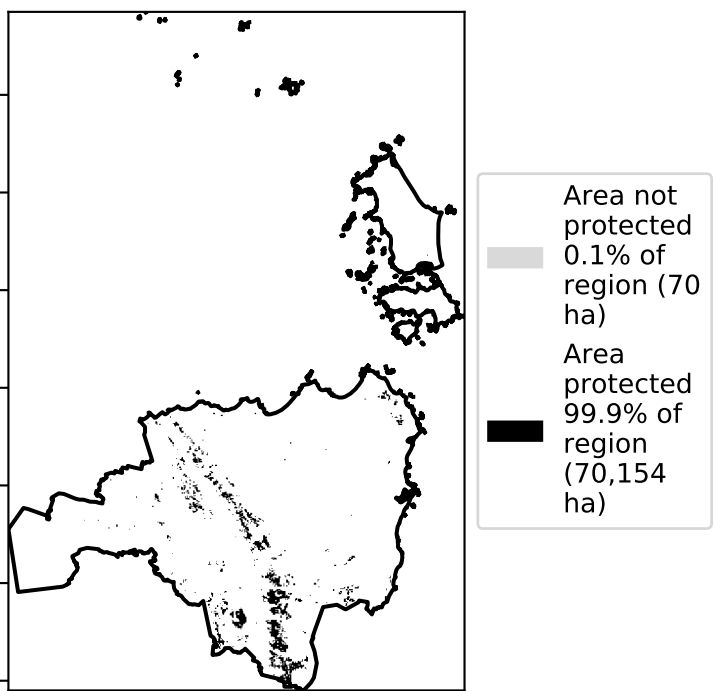 Area not
protected
0.1% of
region (70
ha)
Area
protected
99.9% of
region
(70,154
ha)